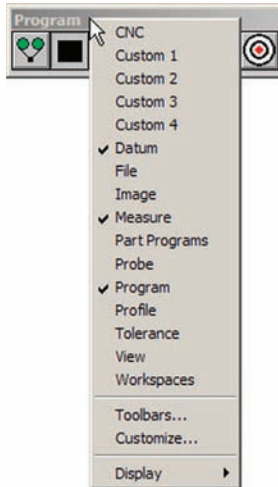 Program
CNC
Custom 1
Custom 2
Custom 3
Custom 4
Datum
File
Image
Measure
Part Programs
Probe
Program
Profile
Tolerance
View
Workspaces
Toolbars...
Customize...
Display